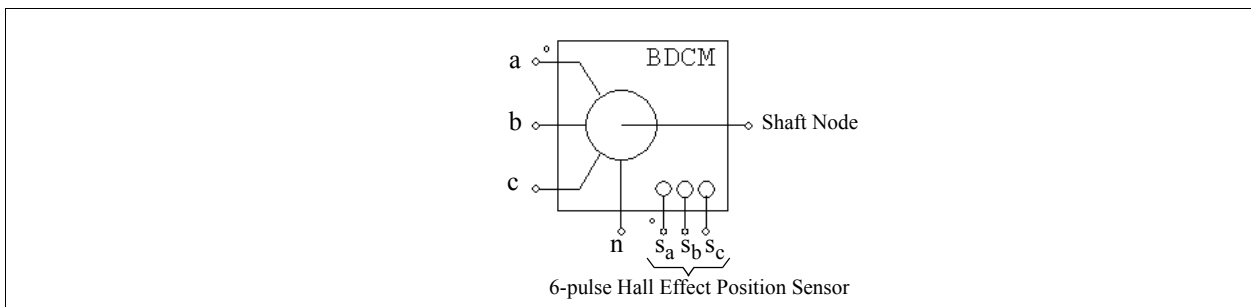 BDCM
a
b
c
Shaft Node
n
sa sb sc
6-pulse Hall Effect Position Sensor